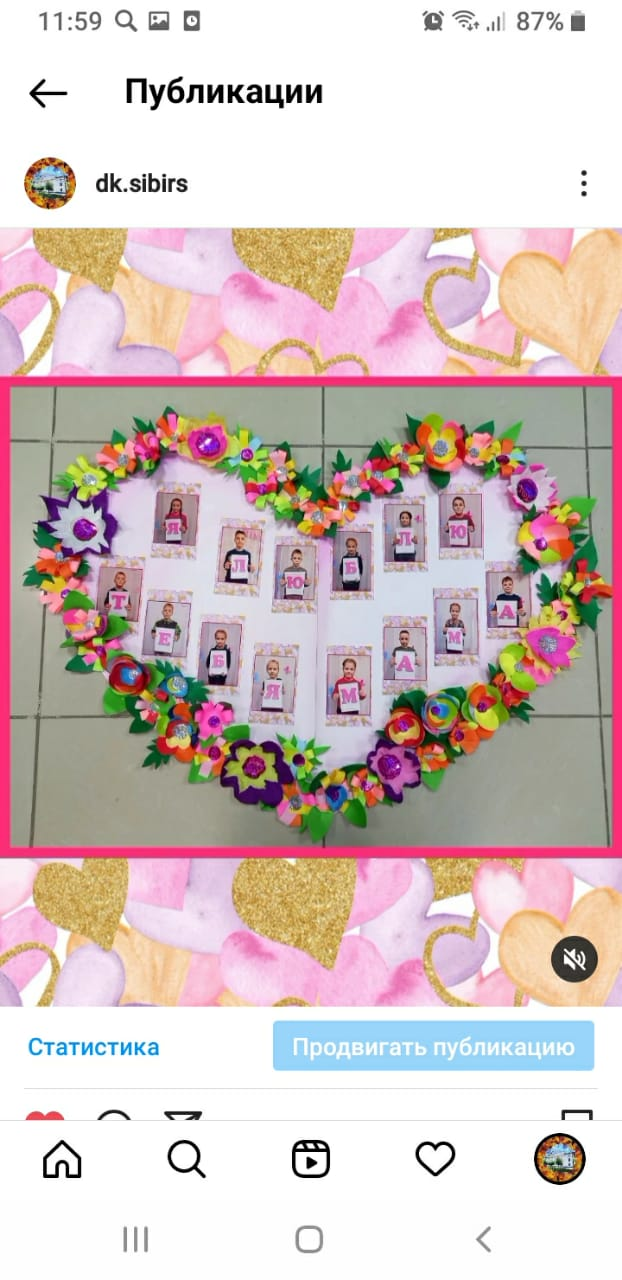 11:59 87%
Публикации
dk.sibirs
Я ЛЮБЛЮ
ТЕБЯ МАМА
Статистика
Продвигать публикацию